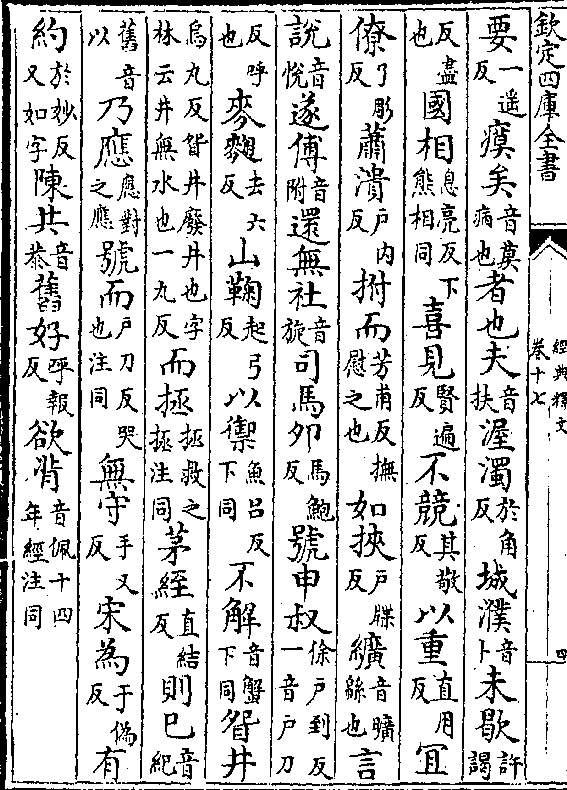 欽定四庫全書
經典釋文
卷十七
四
要一遥反瘼矣音莫病也者也夫音扶渥濁於角反城濮音卜未歇許謁
反盡也國相息亮反下熊相同喜見賢遍反不競其敬反以重直用反宜
僚了彫反蕭潰戶内反拊而芳甫反撫慰之也如挾戶牒反纊音曠緜也言
說音悅遂傅音附還無社音旋司馬卯馬鮑反號申叔徐戶到反一音戶刀
反呼也麥麴去六反山鞠起弓反以禦魚呂反下同不解音蟹下同眢井
烏丸反眢井廢井也字林云井無水也一丸反而拯拯救之拯注同茅絰直結反則已音紀
舊音以乃應應對之應號而戶刀反哭也注同無守手又反宋為于偽反有
約於妙反又如字陳共音恭舊好呼報反欲背音佩十四年經注同